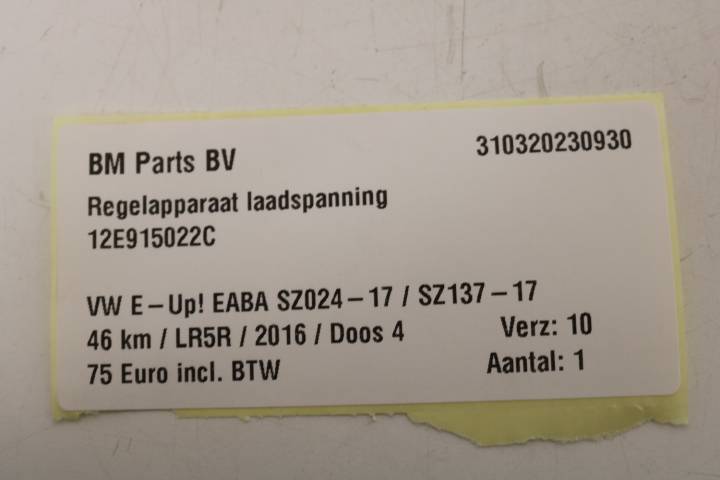 BM Parts BV 310320230930
Regelapparaat laadspanning
12E915022C
VW E-Up! EABA SZ024-17 / SZ137-17
46 km / LR5R / 2016 / Doos 4 Verz: 10
75 Euro incl. BTW Aantal: 1